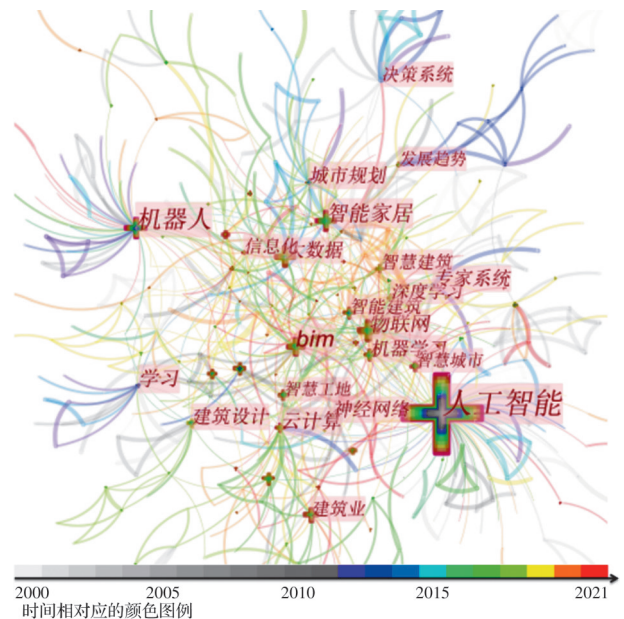 决策系统
发展趋势
城市规划
机器人
智能家居
信息化
大数据
智慧建筑
专家系统
深度学习
智能建筑
物联网
bim
机器学习
智慧城市
学习
智慧工地
人工智能
神经网络
建筑设计
云计算
建筑业
2000 2005 2010 2015 2021
时间相对应的颜色图例